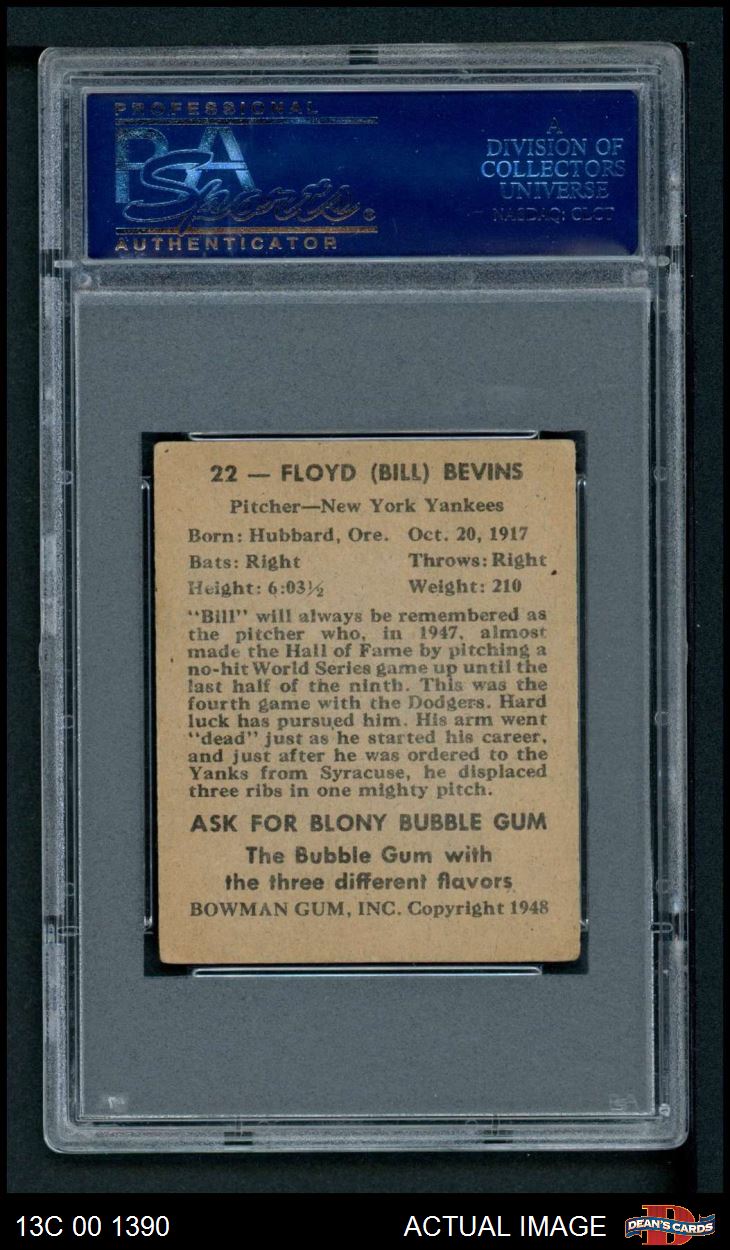 PROFESSIONAL
PSA
Sports ®
AUTHENTICATOR
A
DIVISION OF
COLLECTORS
UNIVERSE
NASDAQ: CLCT
22 — FLOYD (BILL) BEVINS
Pitcher—New York Yankees
Born: Hubbard, Ore. Oct. 20, 1917
Bats: Right Throws: Right
Height: 6:03½ Weight: 210
"Bill" will always be remembered as
the pitcher who, in 1947, almost
made the Hall of Fame by pitching a
no-hit World Series game up until the
last half of the ninth. This was the
fourth game with the Dodgers. Hard
luck has pursued him. His arm went
"dead" just as he started his career,
and just after he was ordered to the
Yanks from Syracuse, he displaced
three ribs in one mighty pitch.
ASK FOR BLONY BUBBLE GUM
The Bubble Gum with
the three different flavors
BOWMAN GUM, INC. Copyright 1948
PSA
13C 00 1390
ACTUAL IMAGE
DEAN'S CARDS